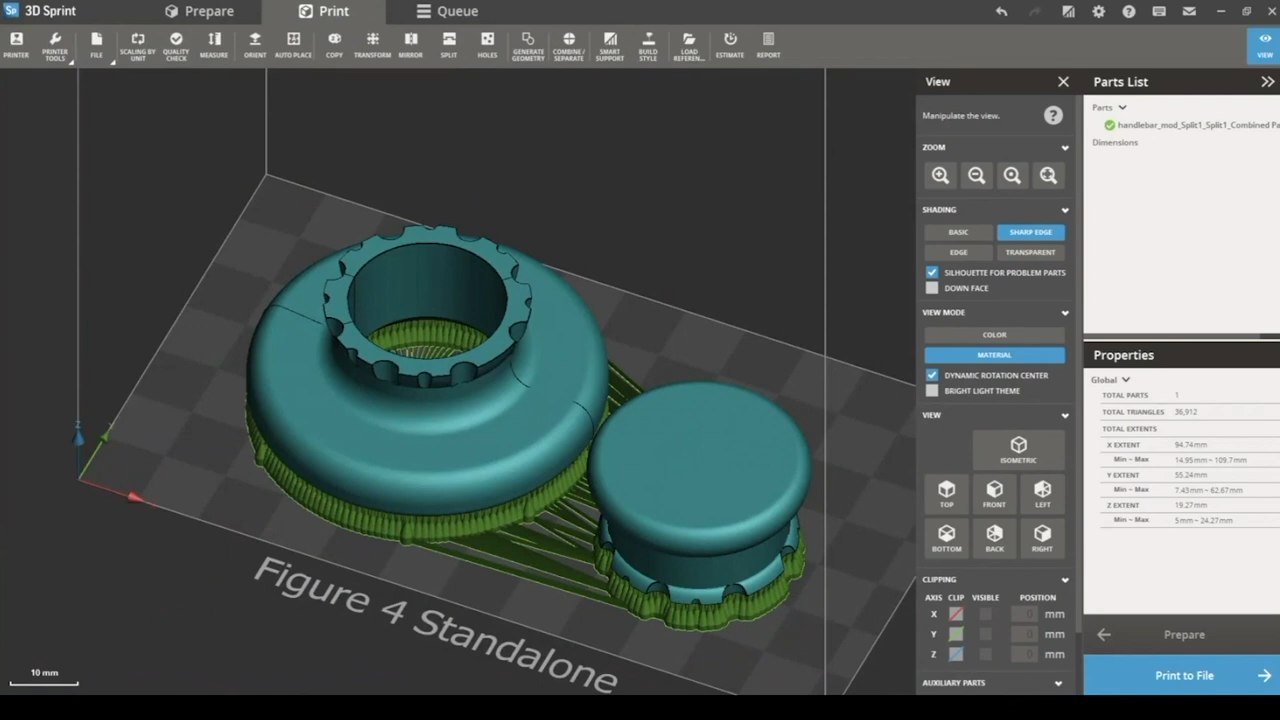 Sp 3D Sprint
Prepare
Print
Queue
PRINTER
PRINTER TOOLS
FILE
SCALING BY UNIT
QUALITY CHECK
MEASURE
ORIENT
AUTO PLACE
COPY
TRANSFORM
MIRROR
SPLIT
HOLES
GENERATE GEOMETRY
COMBINE / SEPARATE
SMART SUPPORT
BUILD STYLE
LOAD REFEREN...
ESTIMATE
REPORT
VIEW
View
Manipulate the view.
ZOOM
SHADING
BASIC
SHARP EDGE
EDGE
TRANSPARENT
SILHOUETTE FOR PROBLEM PARTS
DOWN FACE
VIEW MODE
COLOR
MATERIAL
DYNAMIC ROTATION CENTER
BRIGHT LIGHT THEME
VIEW
ISOMETRIC
TOP
FRONT
LEFT
BOTTOM
BACK
RIGHT
CLIPPING
AXIS CLIP VISIBLE POSITION
X 0 mm
Y 0 mm
Z 0 mm
AUXILIARY PARTS
Parts List
Parts
handlebar_mod_Split1_Split1_Combined Pa
Dimensions
Properties
Global
TOTAL PARTS 1
TOTAL TRIANGLES 36,912
TOTAL EXTENTS
X EXTENT 94.74mm
Min ~ Max 14.95mm ~ 109.7mm
Y EXTENT 55.24mm
Min ~ Max 7.43mm ~ 62.67mm
Z EXTENT 19.27mm
Min ~ Max 5mm ~ 24.27mm
Prepare
Print to File
Figure 4 Standalone
Z
10 mm